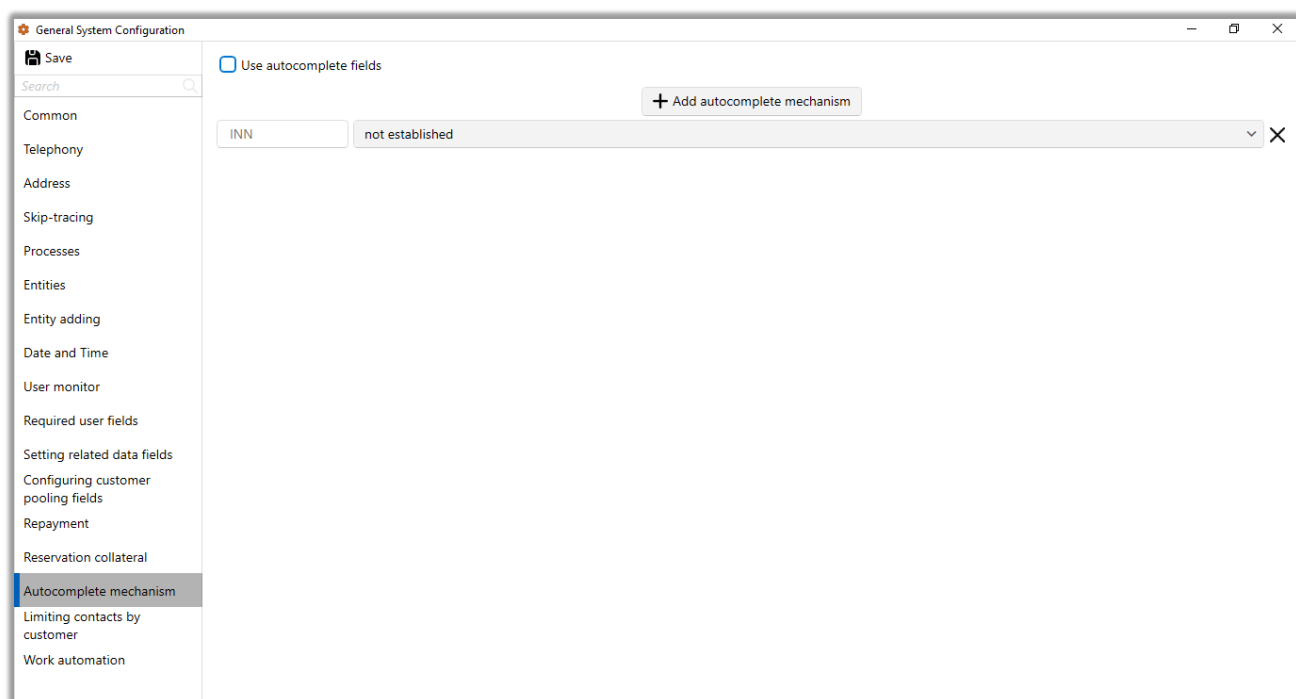 General System Configuration
Save
Search
Common
Telephony
Address
Skip-tracing
Processes
Entities
Entity adding
Date and Time
User monitor
Required user fields
Setting related data fields
Configuring customer
pooling fields
Repayment
Reservation collateral
Autocomplete mechanism
Limiting contacts by
customer
Work automation
Use autocomplete fields
Add autocomplete mechanism
INN
not established